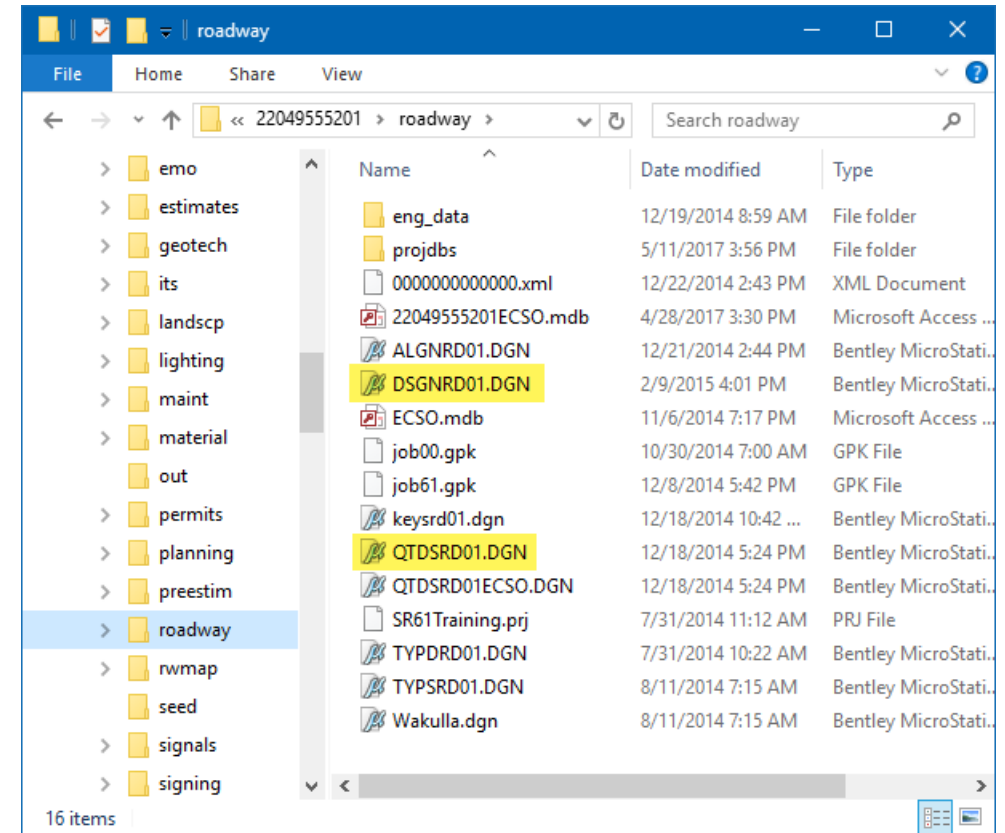 roadway
File Home Share View
« 22049555201 > roadway > Search roadway
emo
estimates
geotech
its
landscp
lighting
maint
material
out
permits
planning
preestim
roadway
rwmap
seed
signals
signing
Name Date modified Type
eng_data 12/19/2014 8:59 AM File folder
projdbs 5/11/2017 3:56 PM File folder
0000000000000.xml 12/22/2014 2:43 PM XML Document
22049555201ECSO.mdb 4/28/2017 3:30 PM Microsoft Access ...
ALGNRD01.DGN 12/21/2014 2:44 PM Bentley MicroStati...
DSGNRD01.DGN 2/9/2015 4:01 PM Bentley MicroStati...
ECSO.mdb 11/6/2014 7:17 PM Microsoft Access ...
job00.gpk 10/30/2014 7:00 AM GPK File
job61.gpk 12/8/2014 5:42 PM GPK File
keysrd01.dgn 12/18/2014 10:42 ... Bentley MicroStati...
QTDSRD01.DGN 12/18/2014 5:24 PM Bentley MicroStati...
QTDSRD01ECSO.DGN 12/18/2014 5:24 PM Bentley MicroStati...
SR61Training.prj 7/31/2014 11:12 AM PRJ File
TYPDRD01.DGN 7/31/2014 10:22 AM Bentley MicroStati...
TYPSRD01.DGN 8/11/2014 7:15 AM Bentley MicroStati...
Wakulla.dgn 8/11/2014 7:15 AM Bentley MicroStati...
16 items